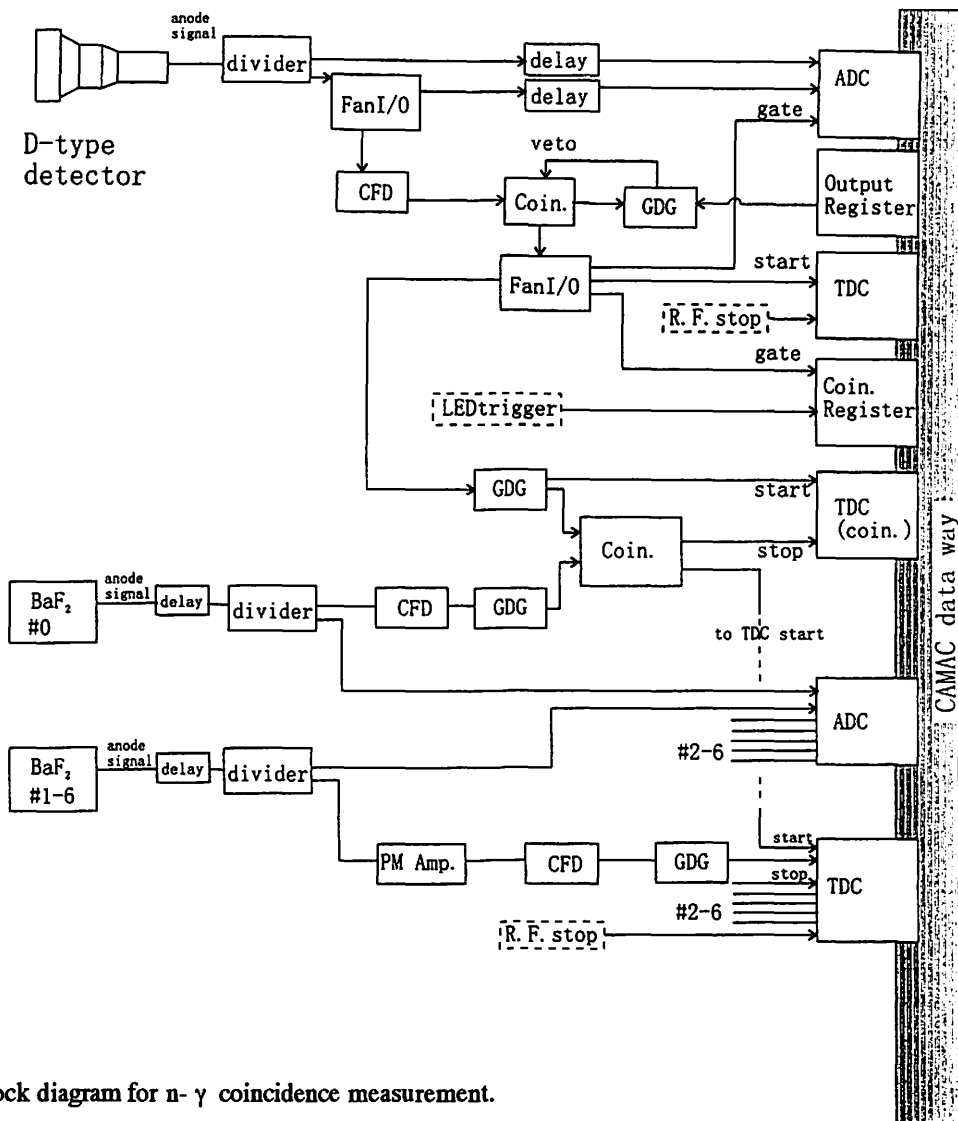 anode
signal
divider
delay
ADC
FanI/O
delay
gate
D-type
detector
veto
CFD
Coin.
GDG
Output
Register
FanI/O
start
TDC
R.F. stop
gate
LEDtrigger
Coin.
Register
GDG
start
TDC
(coin.)
Coin.
stop
BaF₂
#0
anode
signal
delay
divider
CFD
GDG
to TDC start
CAMAC data way
ADC
#2-6
BaF₂
#1-6
anode
signal
delay
divider
PM Amp.
CFD
GDG
start
stop
TDC
#2-6
R.F. stop
ock diagram for n- γ coincidence measurement.